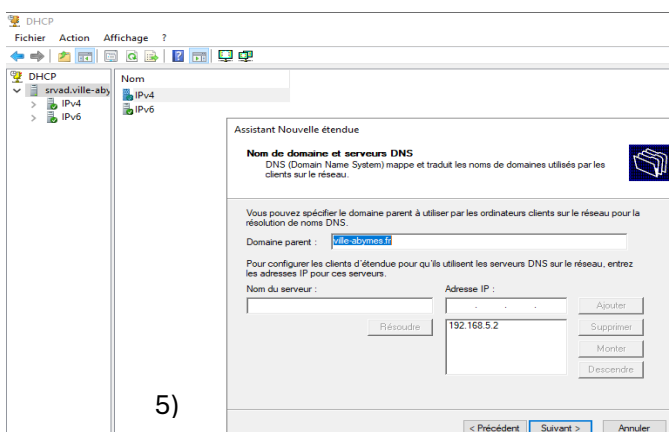 DHCP
Fichier Action Affichage ?
DHCP
srvad.ville-aby
IPv4
IPv6
Nom
IPv4
IPv6
Assistant Nouvelle étendue
Nom de domaine et serveurs DNS
DNS (Domain Name System) mappe et traduit les noms de domaines utilisés par les
clients sur le réseau.
Vous pouvez spécifier le domaine parent à utiliser par les ordinateurs clients sur le réseau pour la
résolution de noms DNS.
Domaine parent : ville-abymes.fr
Pour configurer les clients d'étendue pour qu'ils utilisent les serveurs DNS sur le réseau, entrez
les adresses IP pour ces serveurs.
Nom du serveur : Adresse IP :
. . . Ajouter
Résoudre 192.168.5.2 Supprimer
Monter
Descendre
5)
< Précédent Suivant > Annuler